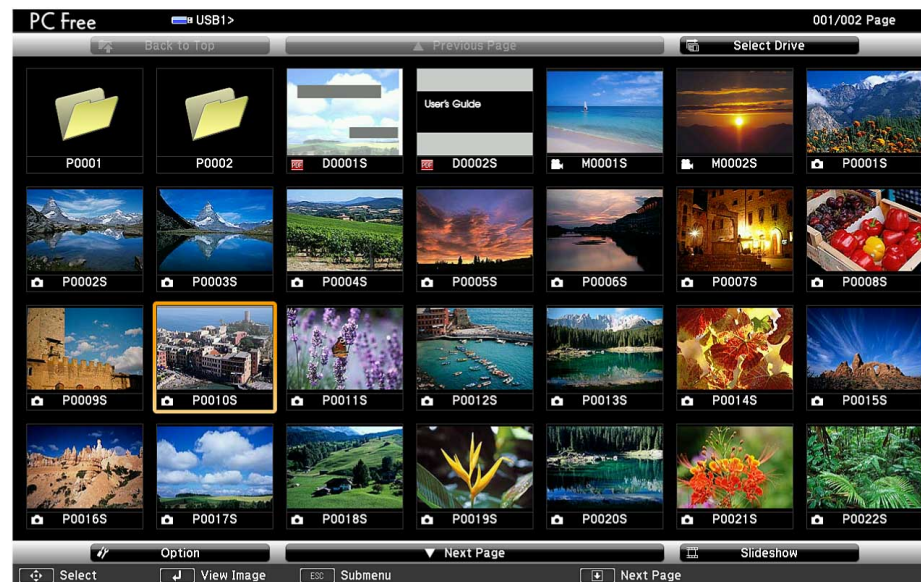 PC Free USB1> 001/002 Page
Back to Top Previous Page Select Drive
User's Guide
P0001 P0002 PDF D0001S PDF D0002S M0001S M0002S P0001S
P0002S P0003S P0004S P0005S P0006S P0007S P0008S
P0009S P0010S P0011S P0012S P0013S P0014S P0015S
P0016S P0017S P0018S P0019S P0020S P0021S P0022S
Option Next Page Slideshow
Select View Image ESC Submenu Next Page